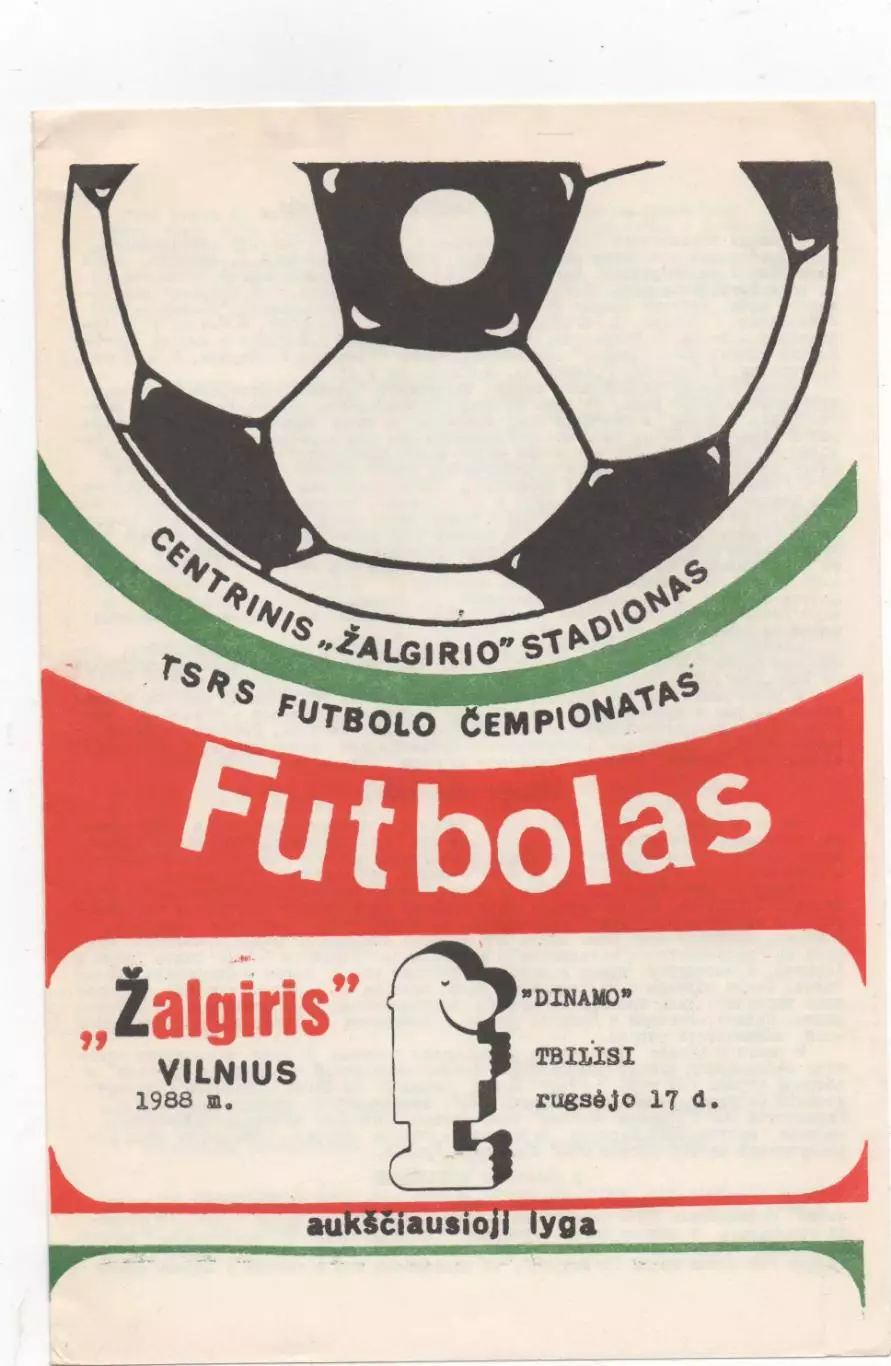 CENTRINIS „ŽALGIRIO” STADIONAS
TSRS FUTBOLO ČEMPIONATAS
Futbolas
„Žalgiris”
VILNIUS
1988 m.
"DINAMO"
TBILISI
rugsėjo 17 d.
aukščiausioji lyga